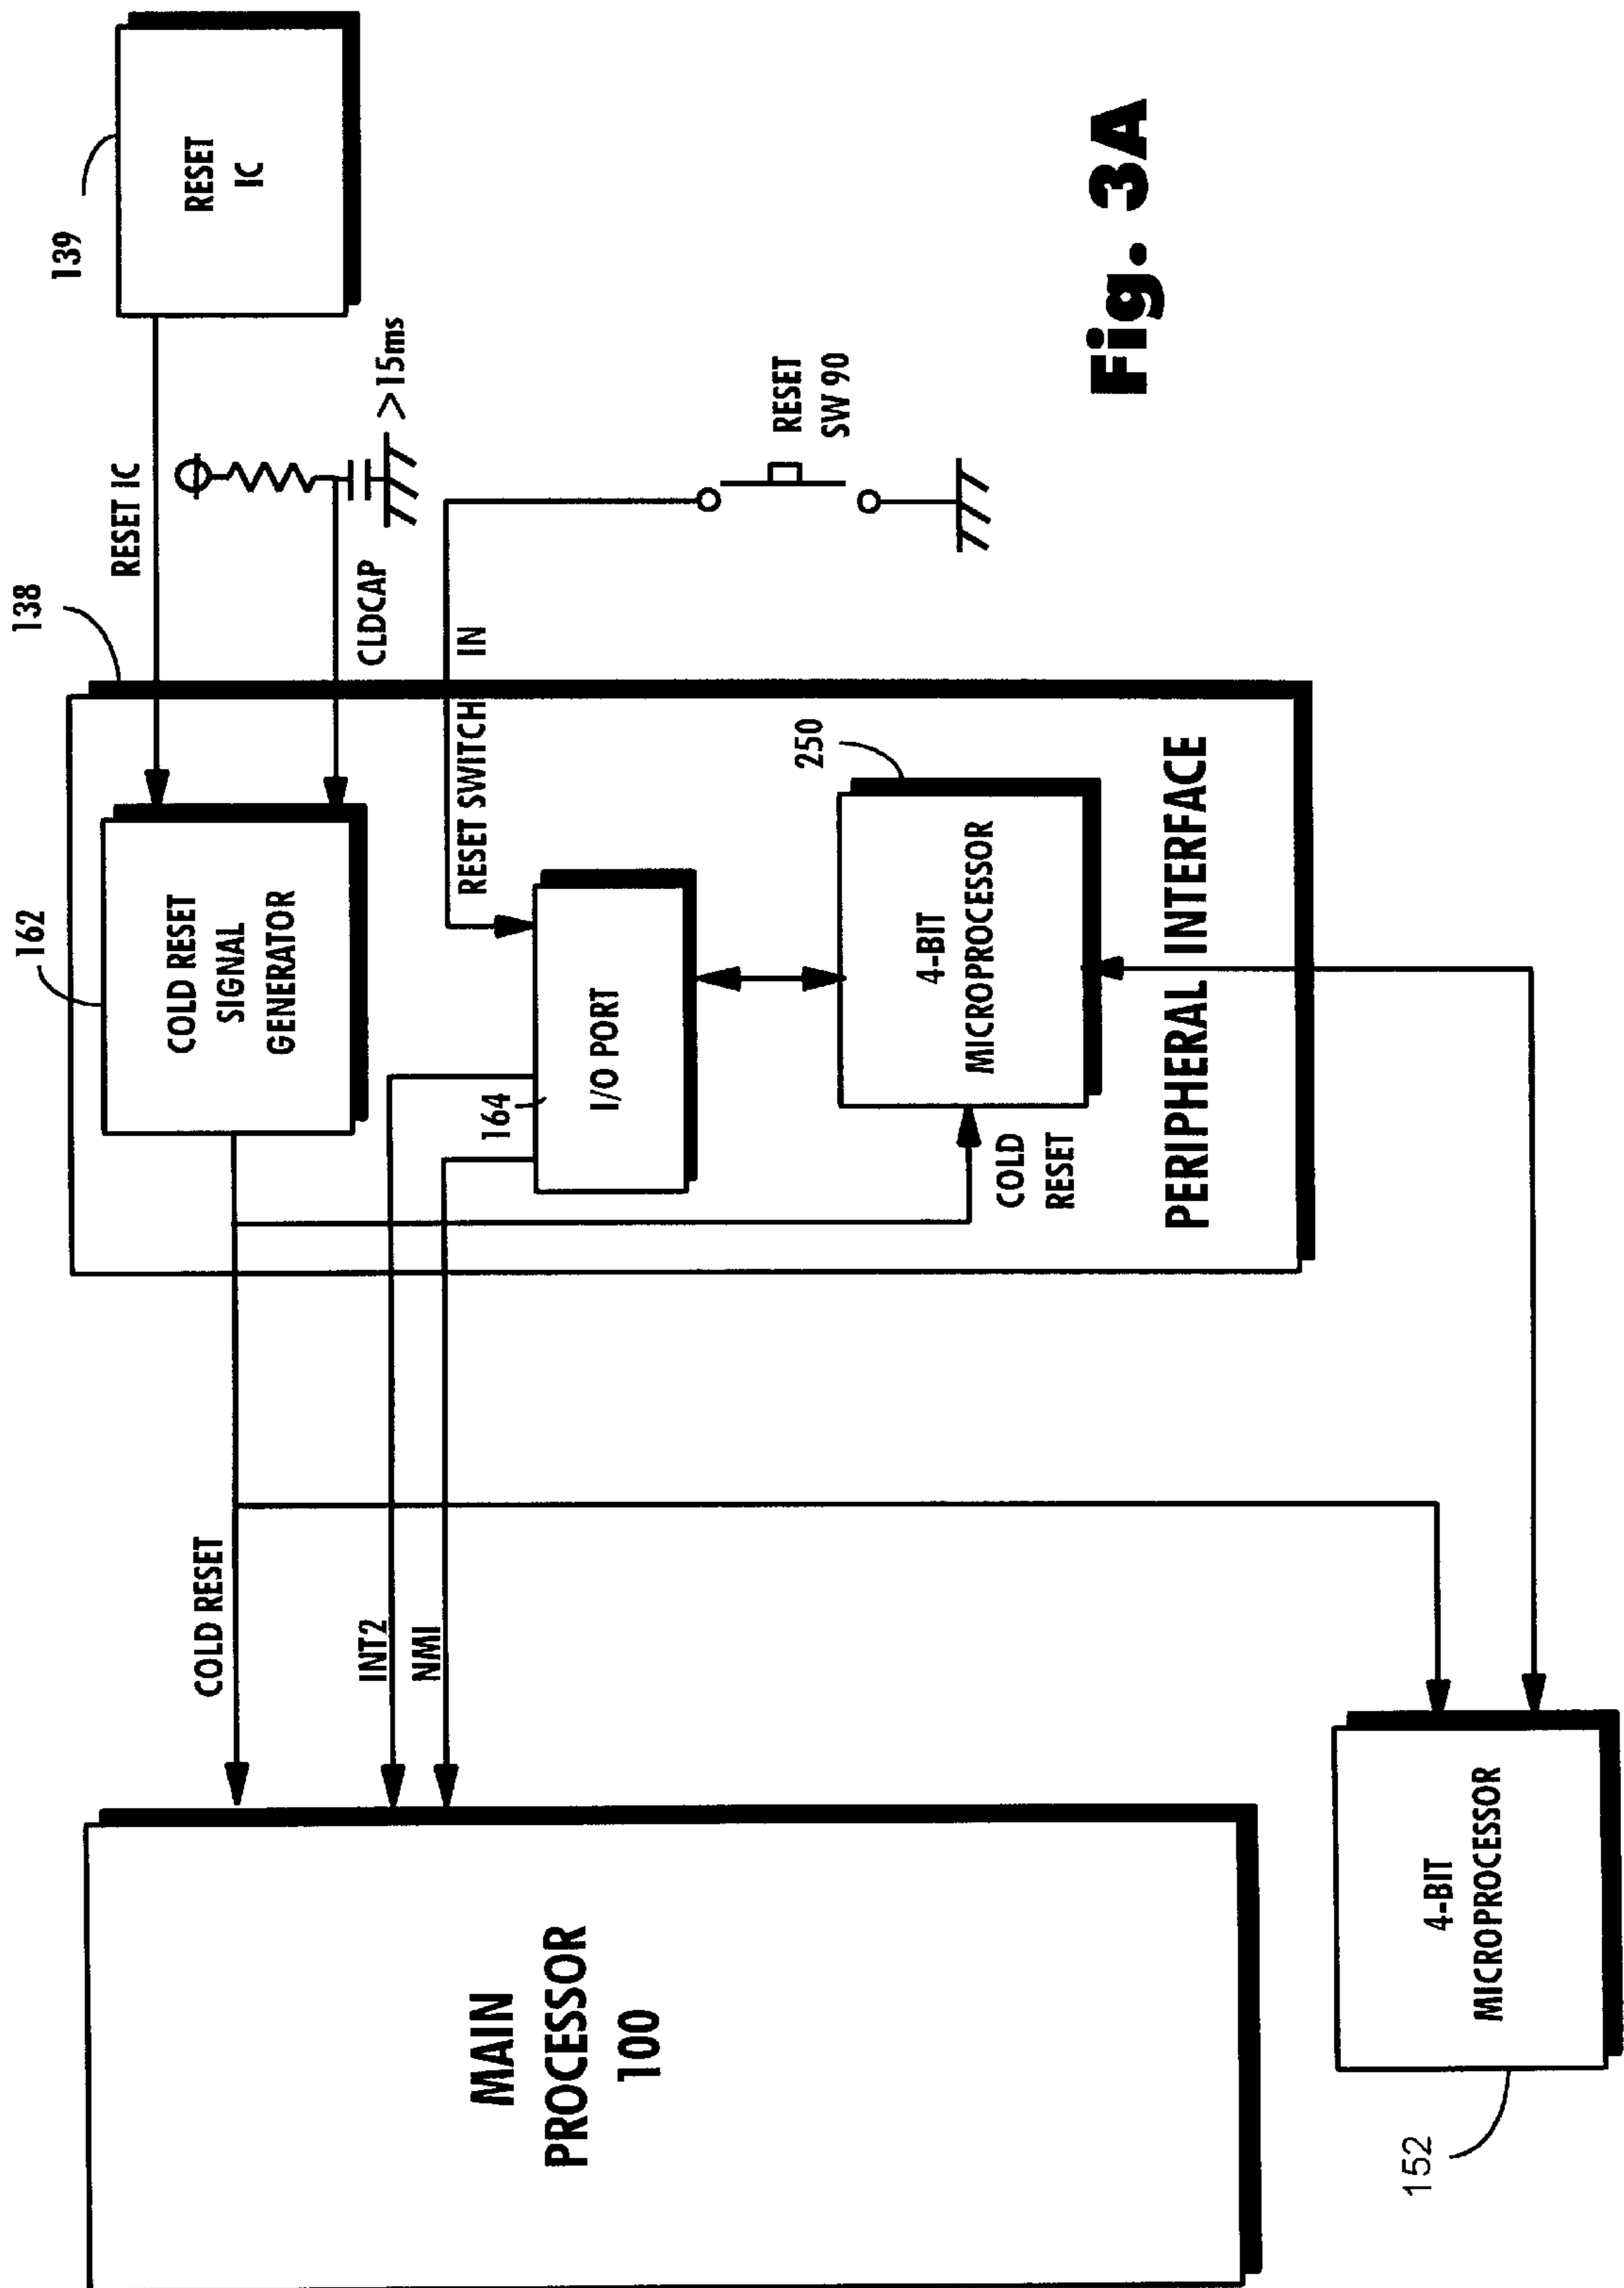 MAIN
PROCESSOR
100
COLD RESET
INT2
NMI
4-BIT
MICROPROCESSOR
152
138
162
COLD RESET
SIGNAL
GENERATOR
164
I/O PORT
RESET SWITCH IN
250
4-BIT
MICROPROCESSOR
COLD
RESET
PERIPHERAL INTERFACE
RESET IC
CLDCAP
>15ms
139
RESET
IC
RESET
SW 90
Fig. 3A